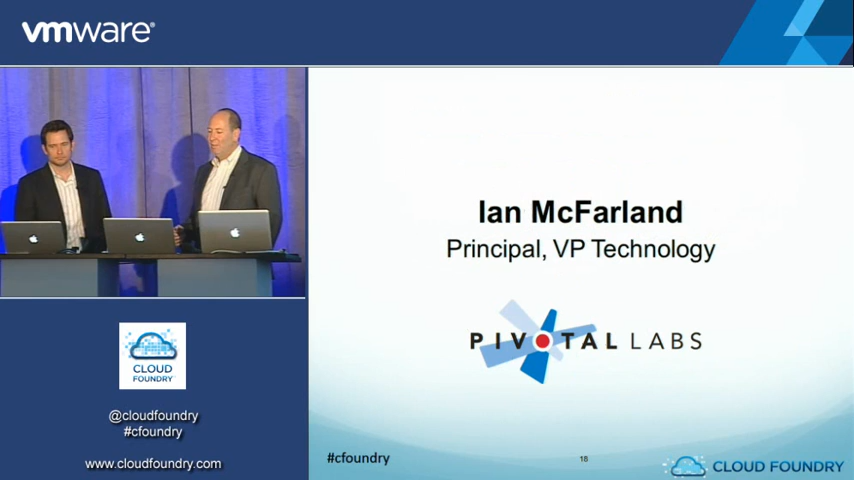 vmware®
Ian McFarland
Principal, VP Technology
PIVOTAL LABS
CLOUD
FOUNDRY
@cloudfoundry
#cfoundry
www.cloudfoundry.com
#cfoundry
18
CLOUD FOUNDRY